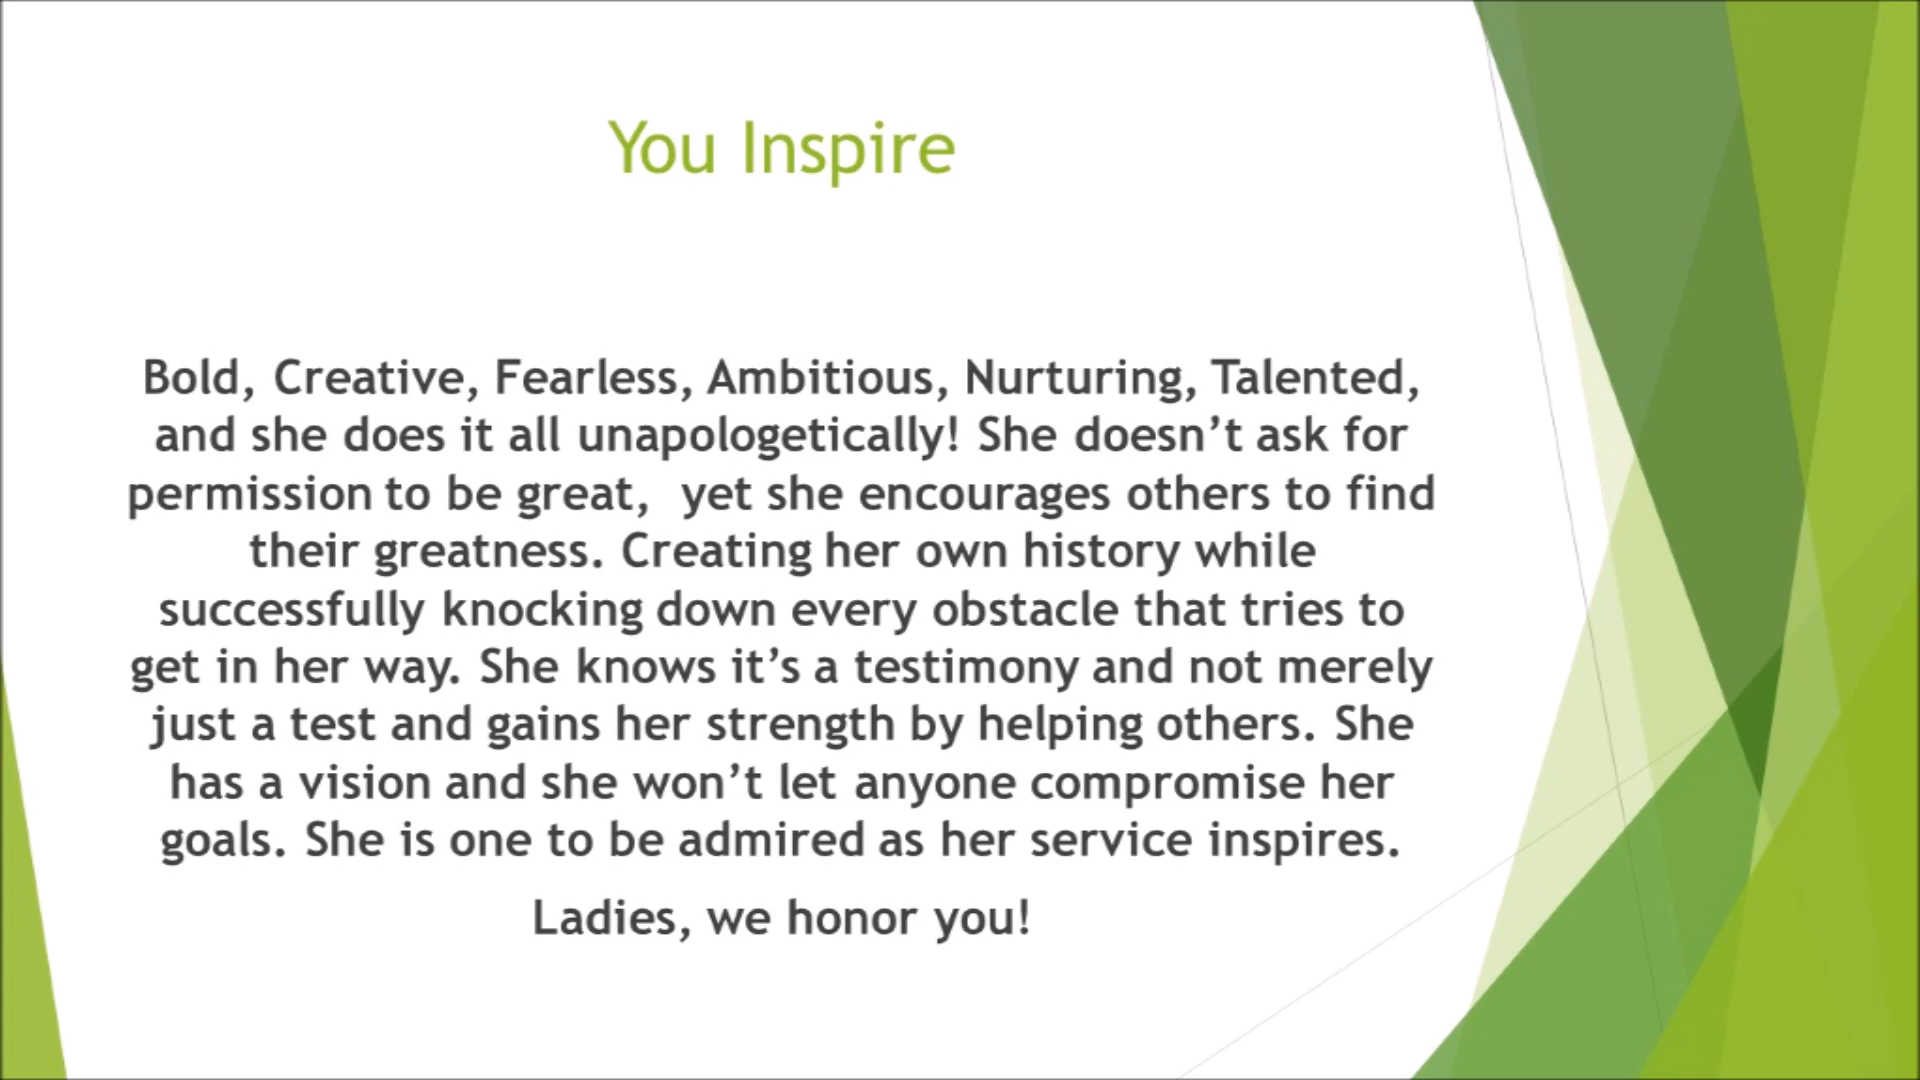 You Inspire
Bold, Creative, Fearless, Ambitious, Nurturing, Talented,
and she does it all unapologetically! She doesn’t ask for
permission to be great,  yet she encourages others to find
their greatness. Creating her own history while
successfully knocking down every obstacle that tries to
get in her way. She knows it’s a testimony and not merely
just a test and gains her strength by helping others. She
has a vision and she won’t let anyone compromise her
goals. She is one to be admired as her service inspires.
Ladies, we honor you!